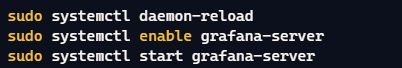 sudo systemctl daemon-reload
sudo systemctl enable grafana-server
sudo systemctl start grafana-server